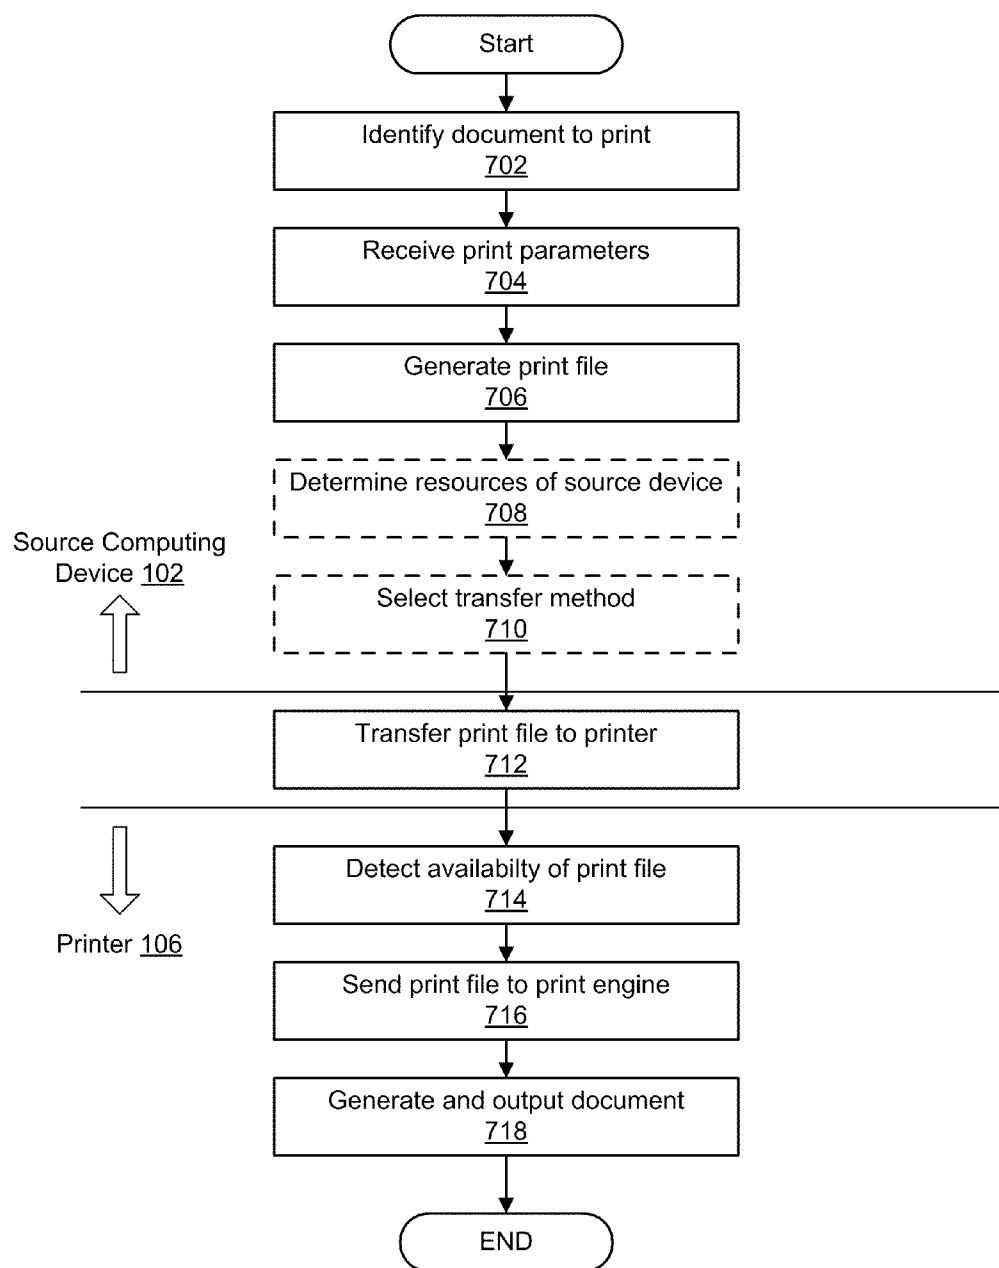 Start
Identify document to print
702
Receive print parameters
704
Generate print file
706
Determine resources of source device
708
Source Computing
Device 102
Select transfer method
710
Transfer print file to printer
712
Detect availabilty of print file
714
Printer 106
Send print file to print engine
716
Generate and output document
718
END